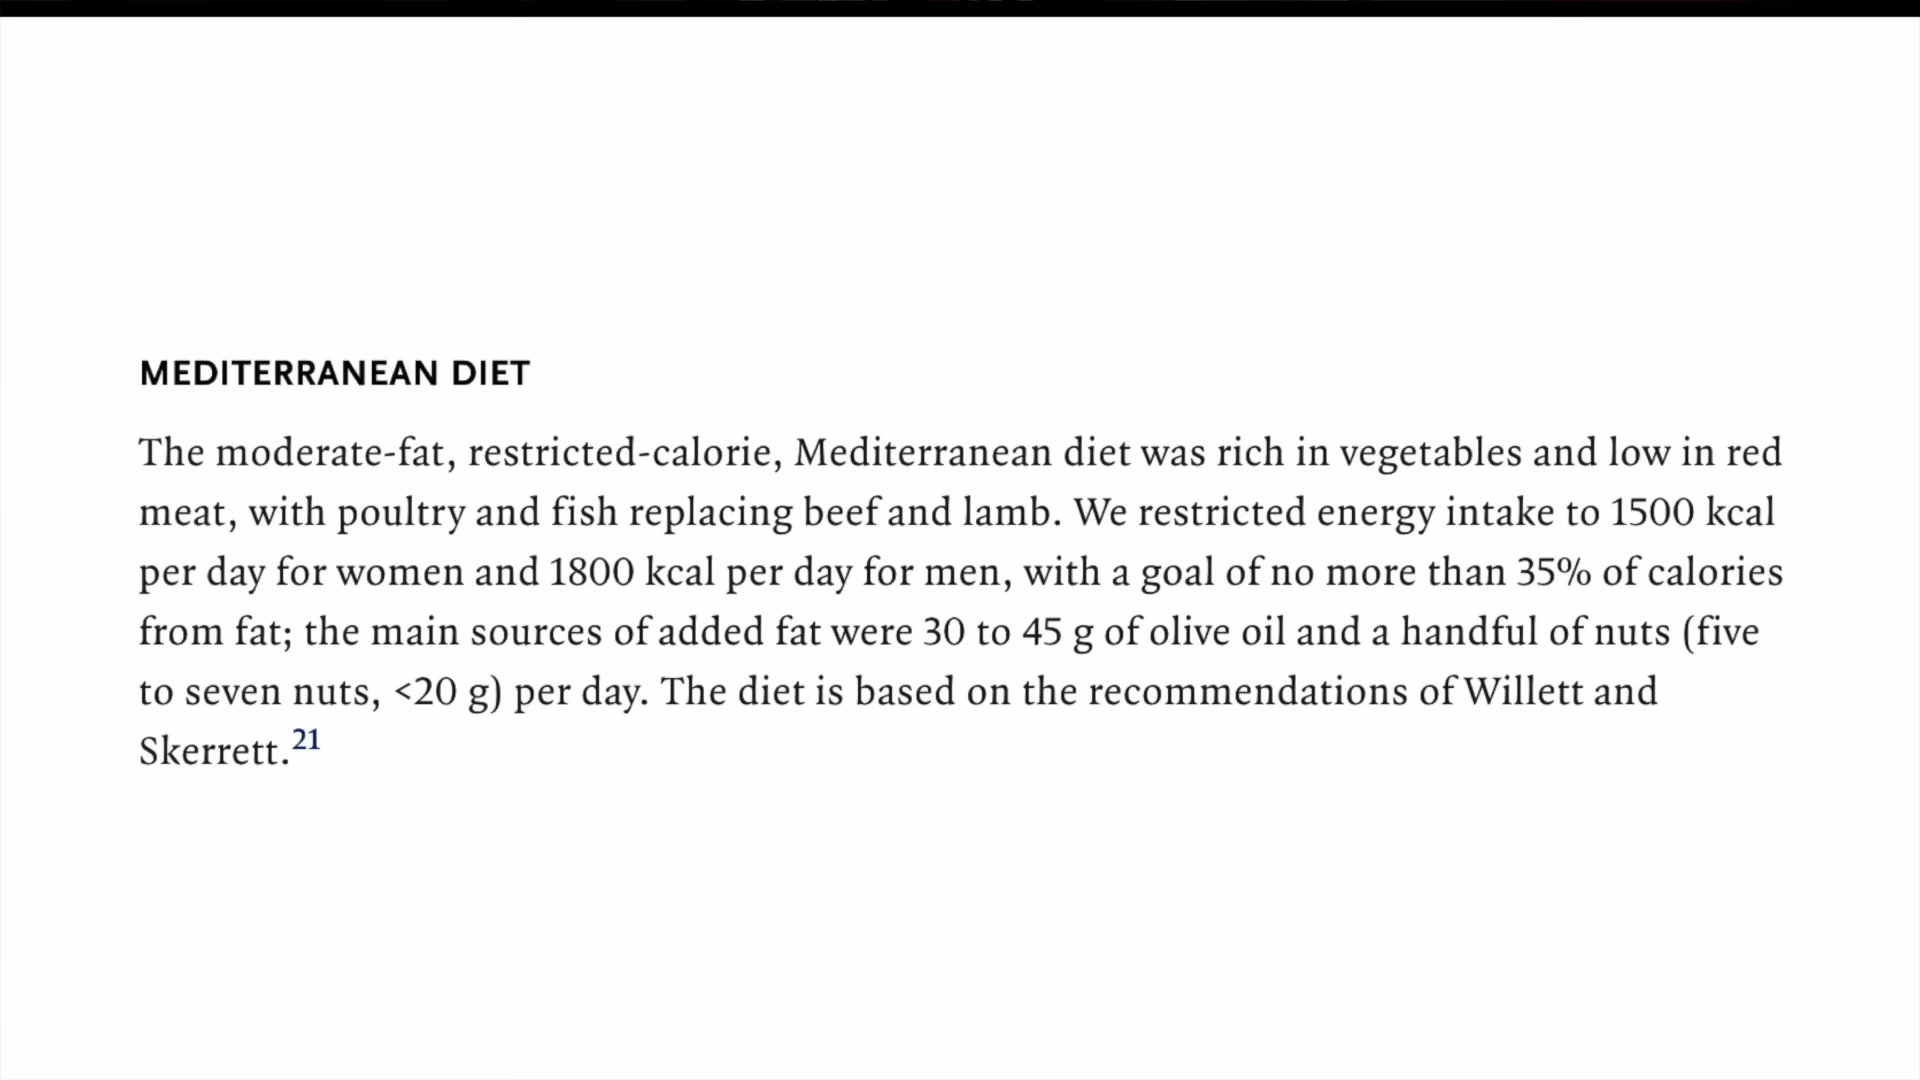 MEDITERRANEAN DIET
The moderate-fat, restricted-calorie, Mediterranean diet was rich in vegetables and low in red
meat, with poultry and fish replacing beef and lamb. We restricted energy intake to 1500 kcal
per day for women and 1800 kcal per day for men, with a goal of no more than 35% of calories
from fat; the main sources of added fat were 30 to 45 g of olive oil and a handful of nuts (five
to seven nuts, <20 g) per day. The diet is based on the recommendations of Willett and
Skerrett.21